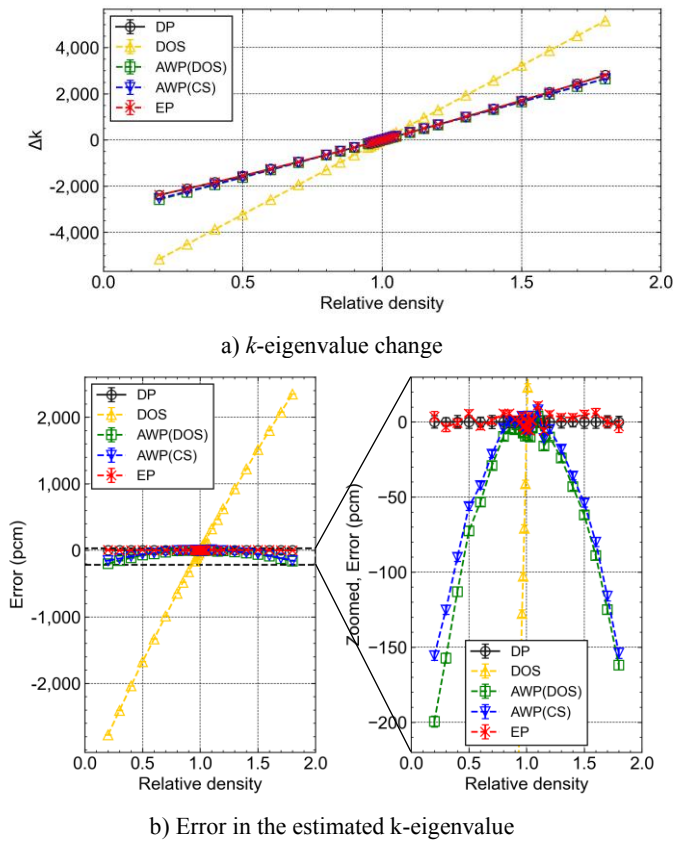 DP
DOS
AWP(DOS)
AWP(CS)
EP
4,000
2,000
0
-2,000
-4,000
Δk
0.0
0.5
1.0
1.5
2.0
Relative density
a) k-eigenvalue change
DP
DOS
AWP(DOS)
AWP(CS)
EP
2,000
1,000
0
-1,000
-2,000
Error (pcm)
0.0
0.5
1.0
1.5
2.0
Relative density
0
−50
−100
−150
−200
Zoomed, Error (pcm)
DP
DOS
AWP(DOS)
AWP(CS)
EP
0.0
0.5
1.0
1.5
2.0
Relative density
b) Error in the estimated k-eigenvalue